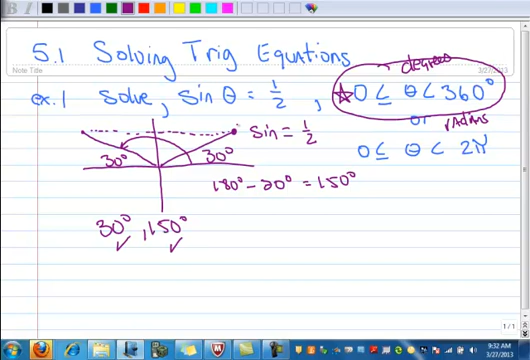 B I U
5.1 Solving Trig Equations
Note Title
3/27/2013
degrees
ex.1 Solve, sin θ = 1/2 , ☆0 ≤ θ < 360°
or radians
0 ≤ θ < 2π
sin = 1/2
30° 30°
180° - 20° = 150°
30°, 150°
1/1
9:32 AM
3/27/2013